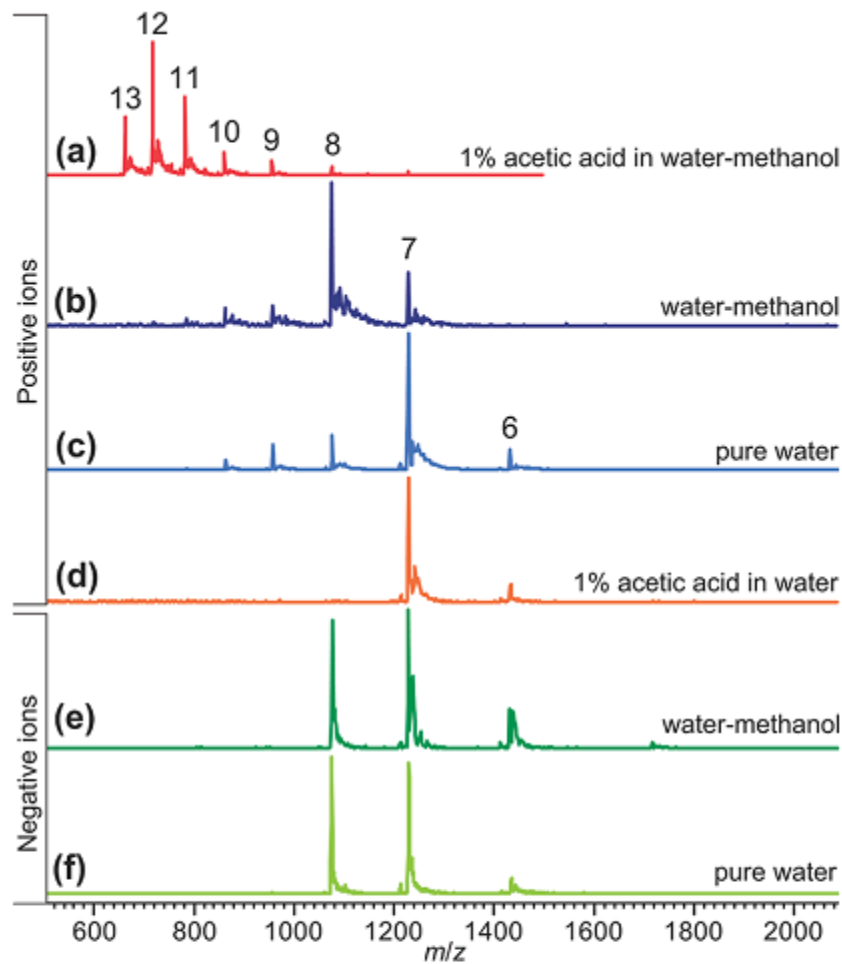 12
13
11
10
9
8
(a)
1% acetic acid in water-methanol
7
(b)
water-methanol
6
(c)
pure water
(d)
1% acetic acid in water
Positive ions
(e)
water-methanol
(f)
pure water
Negative ions
600 800 1000 1200 1400 1600 1800 2000
m/z